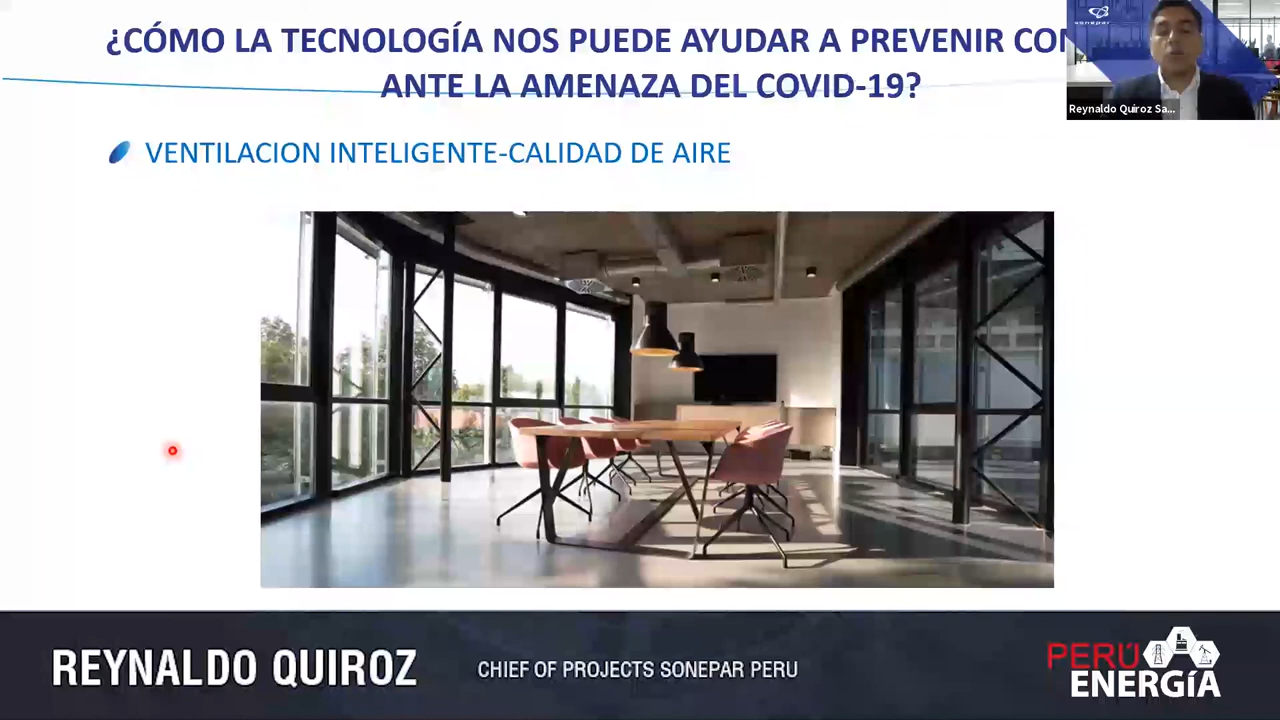 ¿CÓMO LA TECNOLOGÍA NOS PUEDE AYUDAR A PREVENIR
ANTE LA AMENAZA DEL COVID-19?
sonepar
Reynaldo Quiroz Sa...
VENTILACION INTELIGENTE-CALIDAD DE AIRE
REYNALDO QUIROZ
CHIEF OF PROJECTS SONEPAR PERU
PERÚ
ENERGÍA